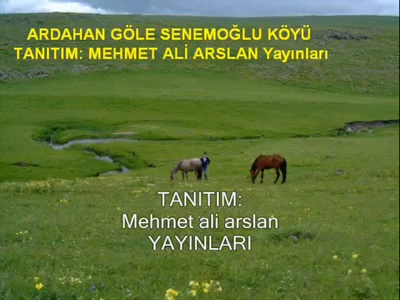 ARDAHAN GÖLE SENEMOĞLU KÖYÜ
TANITIM: MEHMET ALİ ARSLAN Yayınları
TANITIM:
Mehmet ali arslan
YAYINLARI